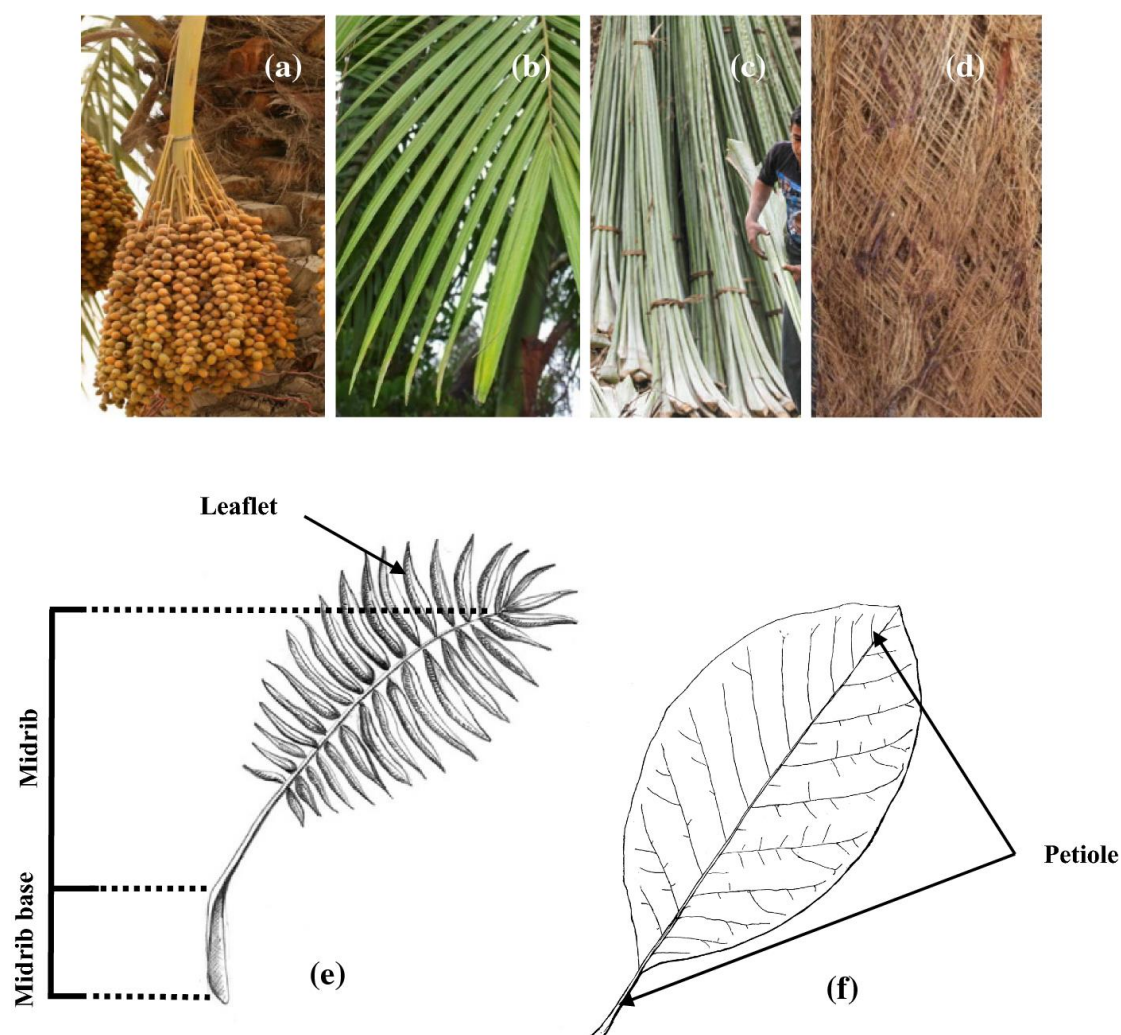 (a)
(b)
(c)
(d)
Leaflet
Midrib
Midrib base
Petiole
(e)
(f)